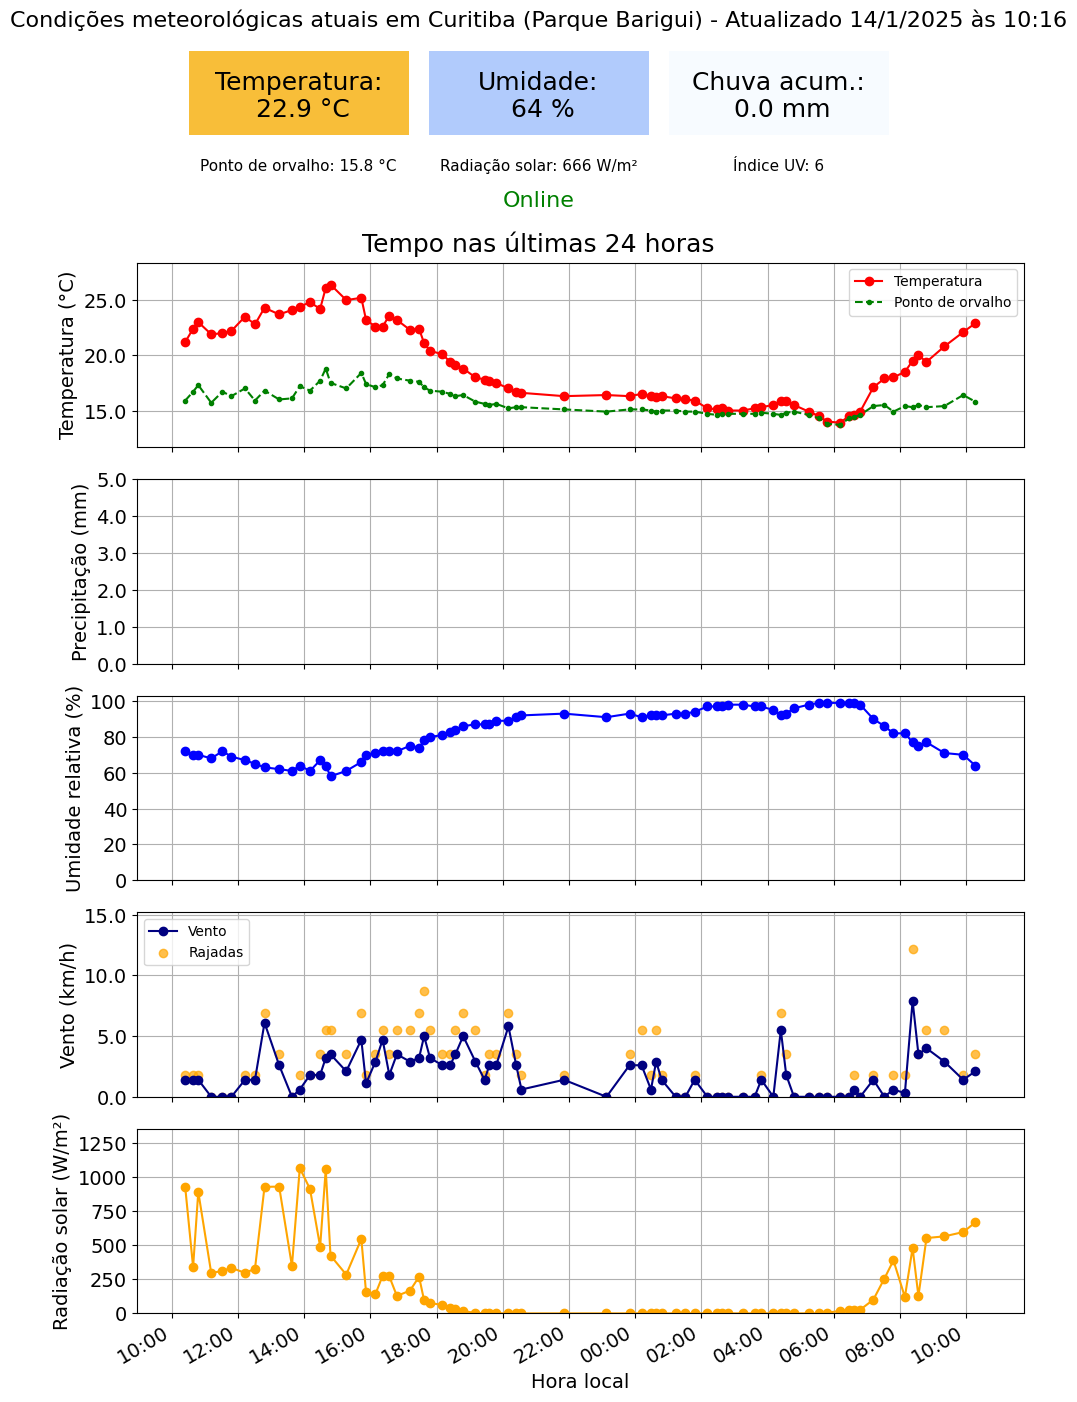 Condições meteorológicas atuais em Curitiba (Parque Barigui) - Atualizado 14/1/2025 às 10:16
Temperatura:
22.9 °C
Umidade:
64 %
Chuva acum.:
0.0 mm
Ponto de orvalho: 15.8 °C
Radiação solar: 666 W/m²
Índice UV: 6
Online
Tempo nas últimas 24 horas
Temperatura (°C)
25.0
20.0
15.0
Temperatura
Ponto de orvalho
Precipitação (mm)
5.0
4.0
3.0
2.0
1.0
0.0
Umidade relativa (%)
100
80
60
40
20
0
Vento (km/h)
15.0
10.0
5.0
0.0
Vento
Rajadas
Radiação solar (W/m²)
1250
1000
750
500
250
0
10:00
12:00
14:00
16:00
18:00
20:00
22:00
00:00
02:00
04:00
06:00
08:00
10:00
Hora local